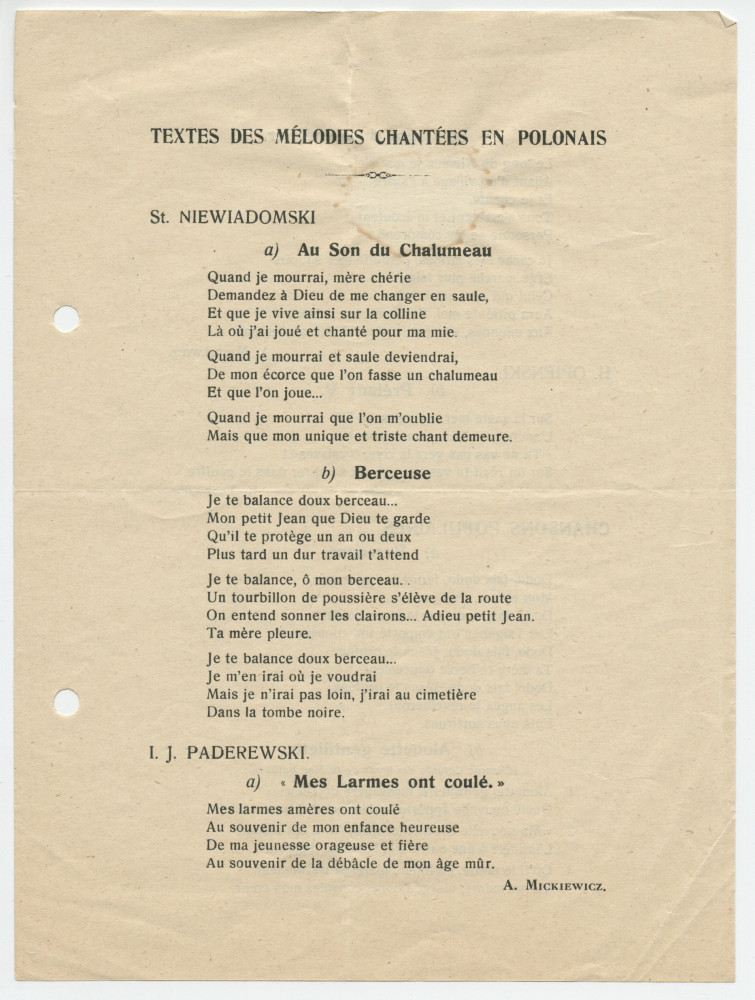 TEXTES DES MÉLODIES CHANTÉES EN POLONAIS
St. NIEWIADOMSKI
a) Au Son du Chalumeau
Quand je mourrai, mère chérie
Demandez à Dieu de me changer en saule,
Et que je vive ainsi sur la colline
Là où j'ai joué et chanté pour ma mie.
Quand je mourrai et saule deviendrai,
De mon écorce que l'on fasse un chalumeau
Et que l'on joue...
Quand je mourrai que l'on m'oublie
Mais que mon unique et triste chant demeure.
b) Berceuse
Je te balance doux berceau...
Mon petit Jean que Dieu te garde
Qu'il te protège un an ou deux
Plus tard un dur travail t'attend
Je te balance, ô mon berceau. .
Un tourbillon de poussière s'élève de la route
On entend sonner les clairons... Adieu petit Jean.
Ta mère pleure.
Je te balance doux berceau...
Je m'en irai où je voudrai
Mais je n'irai pas loin, j'irai au cimetière
Dans la tombe noire.
I. J. PADEREWSKI.
a) « Mes Larmes ont coulé. »
Mes larmes amères ont coulé
Au souvenir de mon enfance heureuse
De ma jeunesse orageuse et fière
Au souvenir de la débâcle de mon âge mûr.
A. MICKIEWICZ.